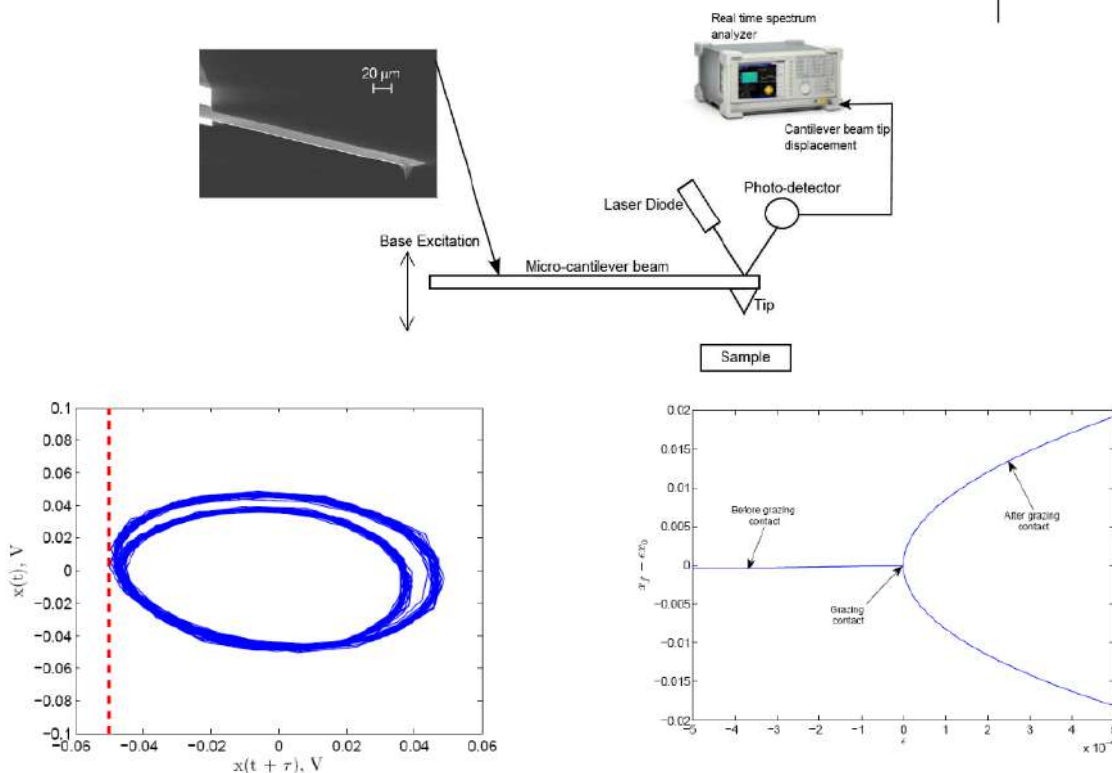 Real time spectrum
analyzer
20 μm
Cantilever beam tip
displacement
Photo-detector
Laser Diode
Base Excitation
Micro-cantilever beam
Tip
Sample
0.1
0.08
0.06
0.04
0.02
0
−0.02
−0.04
−0.06
−0.08
−0.1
x(t), V
−0.06
−0.04
−0.02
0
0.02
0.04
0.06
x(t + τ), V
0.02
0.015
0.01
0.005
0
−0.005
−0.01
−0.015
−0.02
Before grazing
contact
After grazing
contact
Grazing
contact
−5
−4
−3
−2
−1
0
1
2
3
4